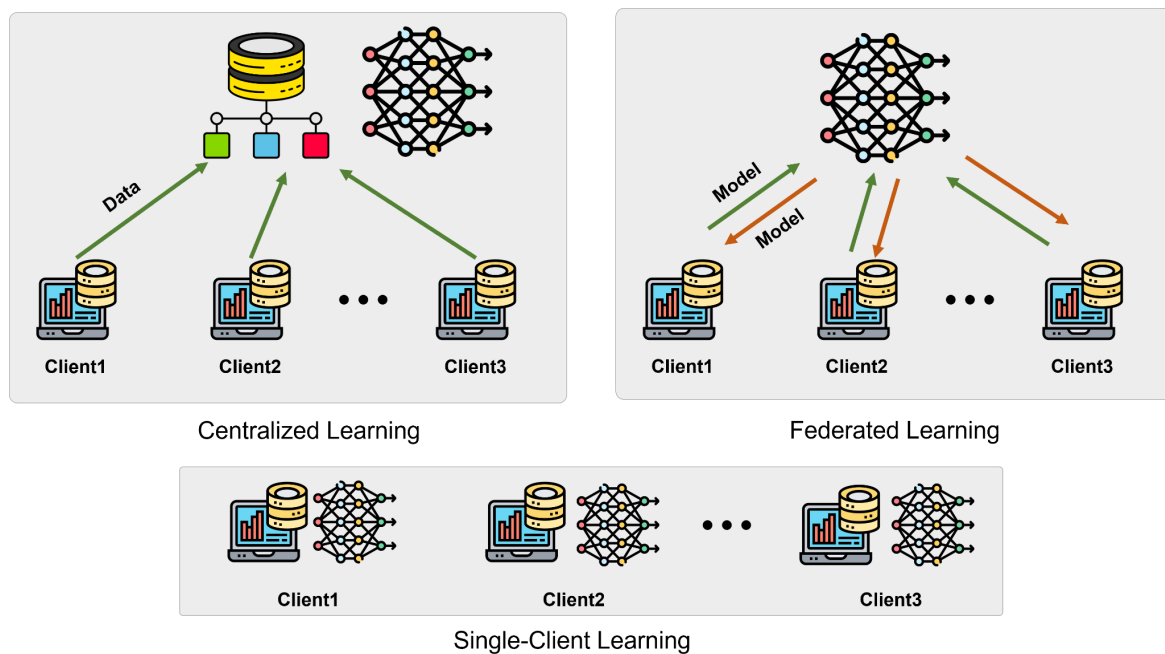 Data
Client1
Client2
Client3
Centralized Learning
Model
Model
Client1
Client2
Client3
Federated Learning
Client1
Client2
Client3
Single-Client Learning